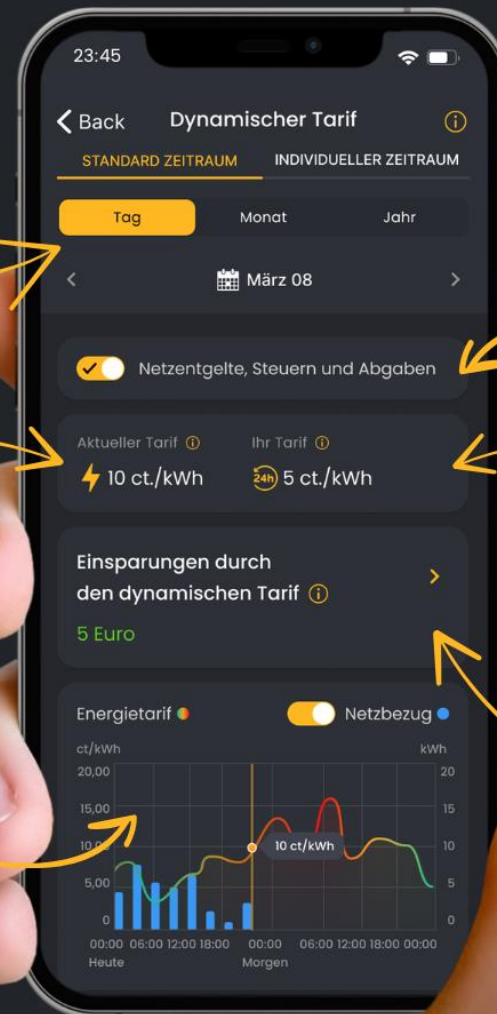 23:45
Back Dynamischer Tarif
STANDARD ZEITRAUM INDIVIDUELLER ZEITRAUM
Tag Monat Jahr
März 08
Netzentgelte, Steuern und Abgaben
Aktueller Tarif Ihr Tarif
10 ct./kWh 24h 5 ct./kWh
Einsparungen durch
den dynamischen Tarif
5 Euro
Energietarif Netzbezug
ct/kWh kWh
20,00 20
15,00 15
10,00 10 ct/kWh 10
5,00 5
0 0
00:00 06:00 12:00 18:00 00:00 06:00 12:00 18:00 00:00
Heute Morgen